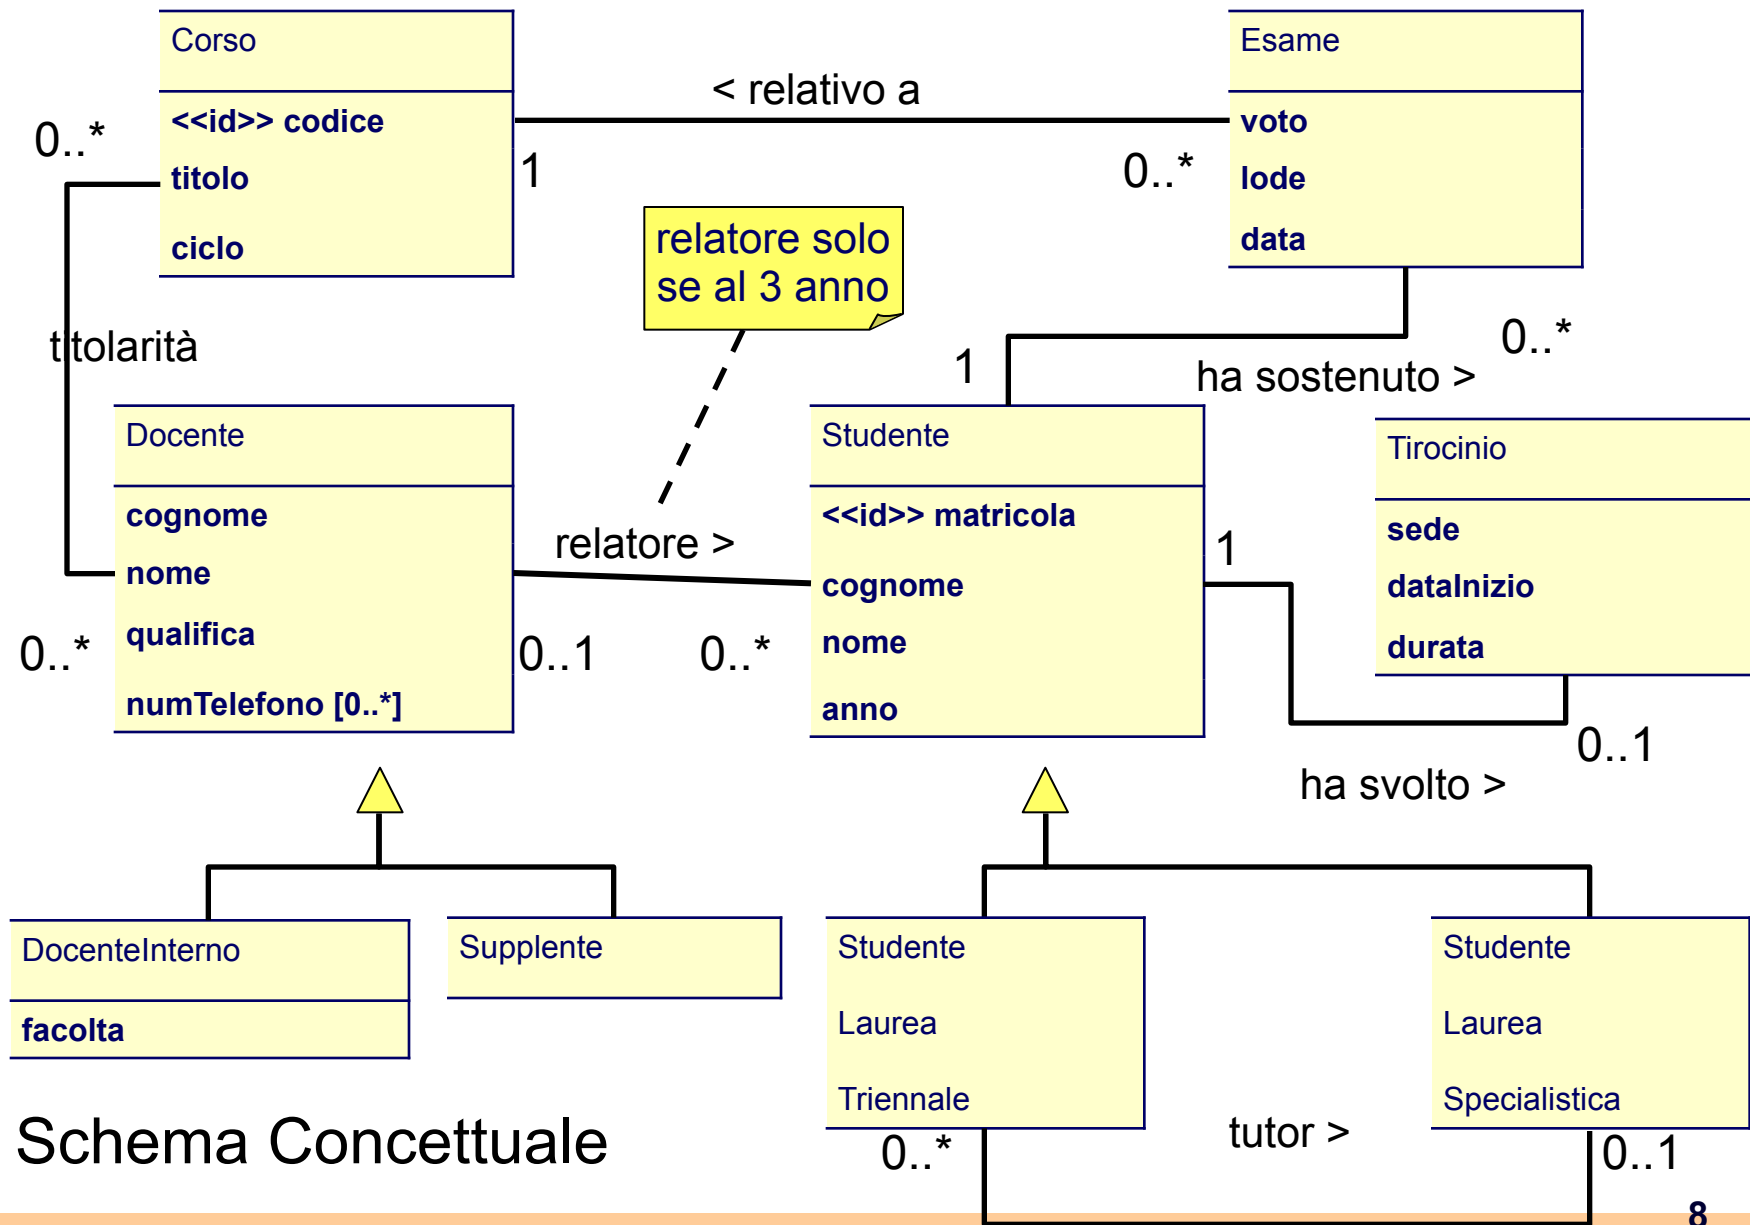 Corso
<<id>> codice
titolo
ciclo
Esame
voto
lode
data
< relativo a
0..*
1
0..*
relatore solo
se al 3 anno
titolarità
1
0..*
ha sostenuto >
Docente
cognome
nome
qualifica
numTelefono [0..*]
0..*
0..1
relatore >
0..*
Studente
<<id>> matricola
cognome
nome
anno
1
Tirocinio
sede
dataInizio
durata
0..1
ha svolto >
DocenteInterno
facolta
Supplente
Studente
Laurea
Triennale
Studente
Laurea
Specialistica
0..*
tutor >
0..1
Schema Concettuale
8